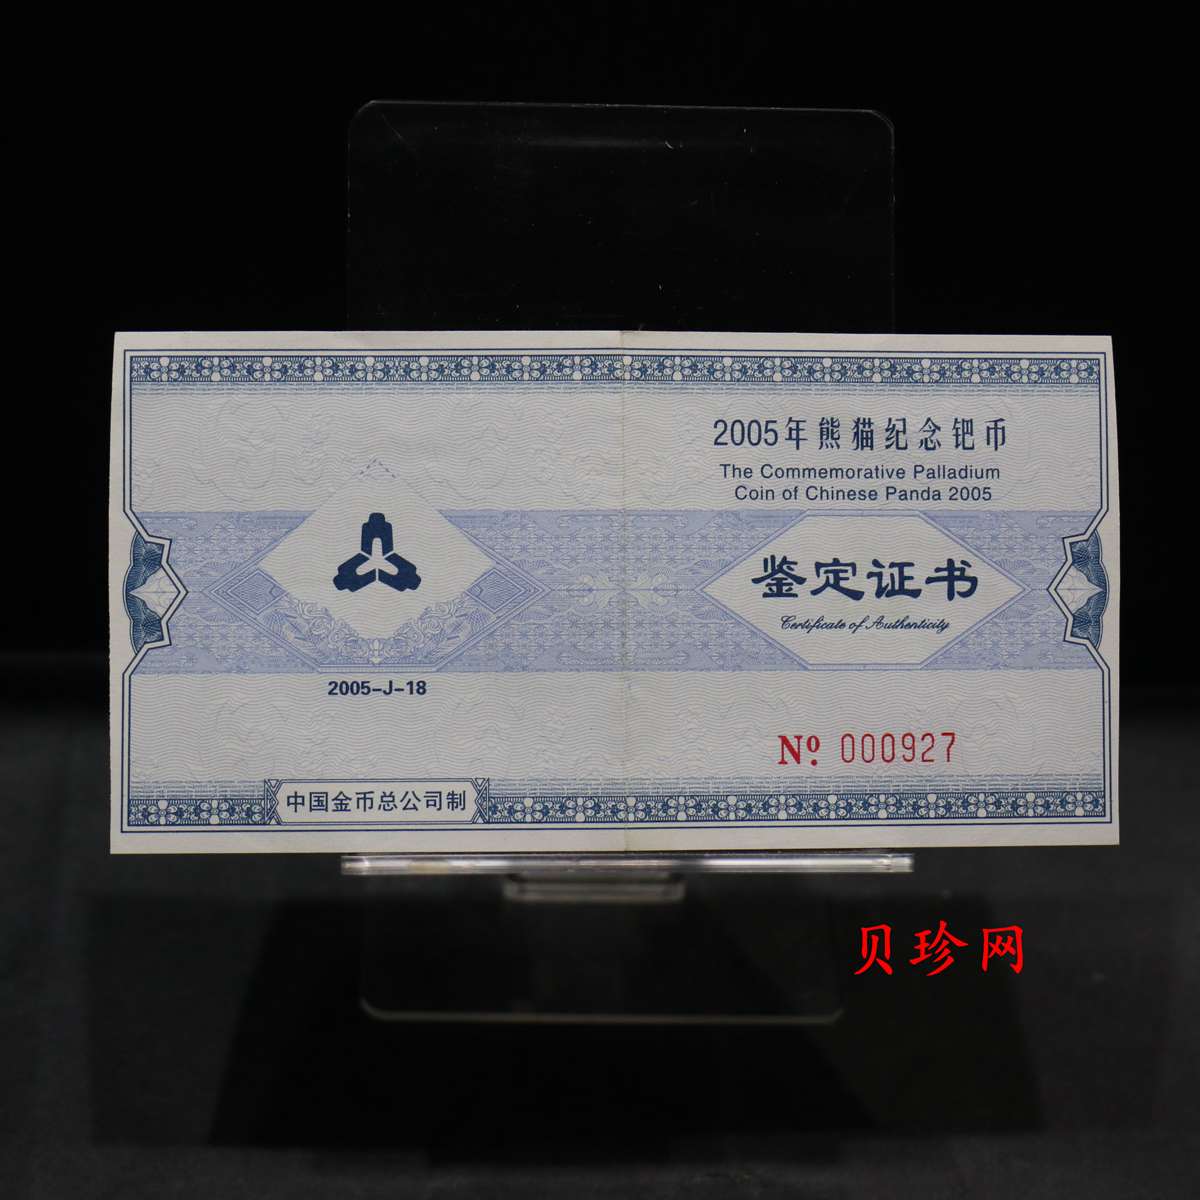 2005年熊猫纪念钯币
The Commemorative Palladium
Coin of Chinese Panda 2005
鉴定证书
Certificate of Authenticity
2005-J-18
Nº 000927
中国金币总公司制
贝珍网